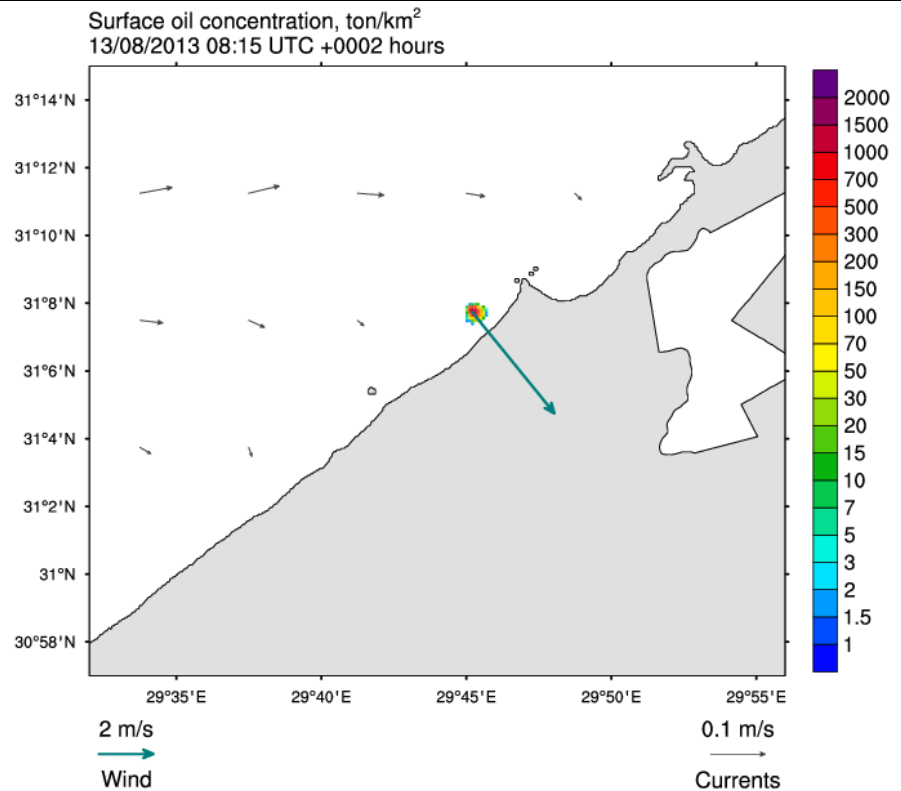 Surface oil concentration, ton/km²
13/08/2013 08:15 UTC +0002 hours
31°14'N
31°12'N
31°10'N
31°8'N
31°6'N
31°4'N
31°2'N
31°N
30°58'N
29°35'E
29°40'E
29°45'E
29°50'E
29°55'E
2000
1500
1000
700
500
300
200
150
100
70
50
30
20
15
10
7
5
3
2
1.5
1
2 m/s
Wind
0.1 m/s
Currents